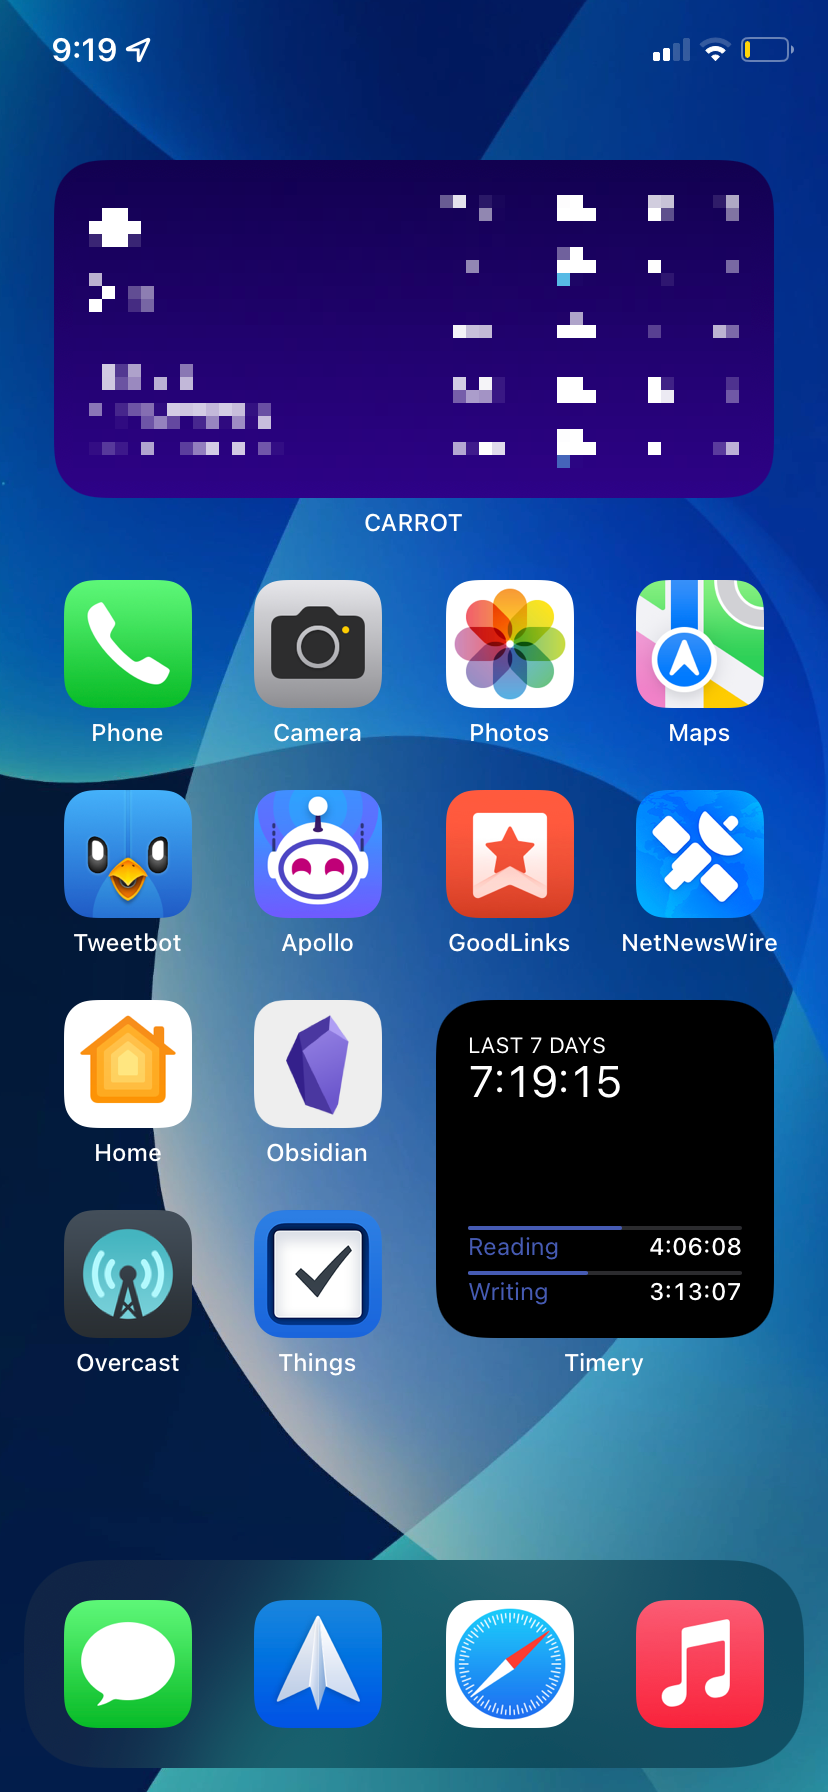 9:19
CARROT
Phone
Camera
Photos
Maps
Tweetbot
Apollo
GoodLinks
NetNewsWire
Home
Obsidian
LAST 7 DAYS
7:19:15
Reading 4:06:08
Writing 3:13:07
Overcast
Things
Timery